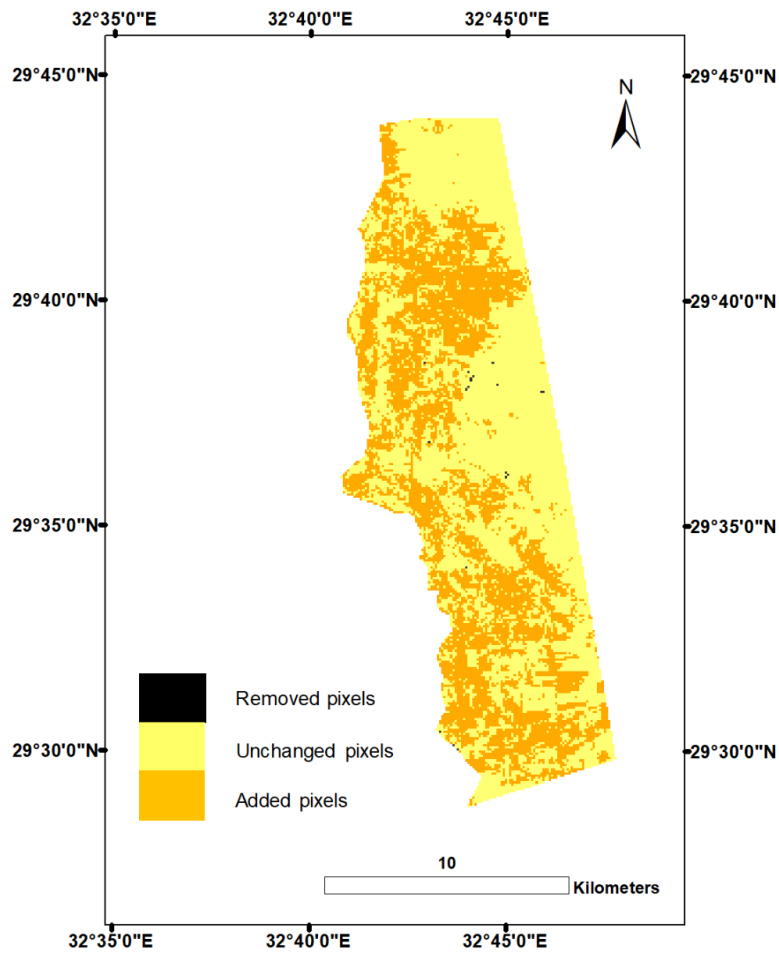 32°35'0"E 32°40'0"E 32°45'0"E
29°45'0"N 29°45'0"N
N
29°40'0"N 29°40'0"N
29°35'0"N 29°35'0"N
Removed pixels
Unchanged pixels
29°30'0"N 29°30'0"N
Added pixels
10
Kilometers
32°35'0"E 32°40'0"E 32°45'0"E